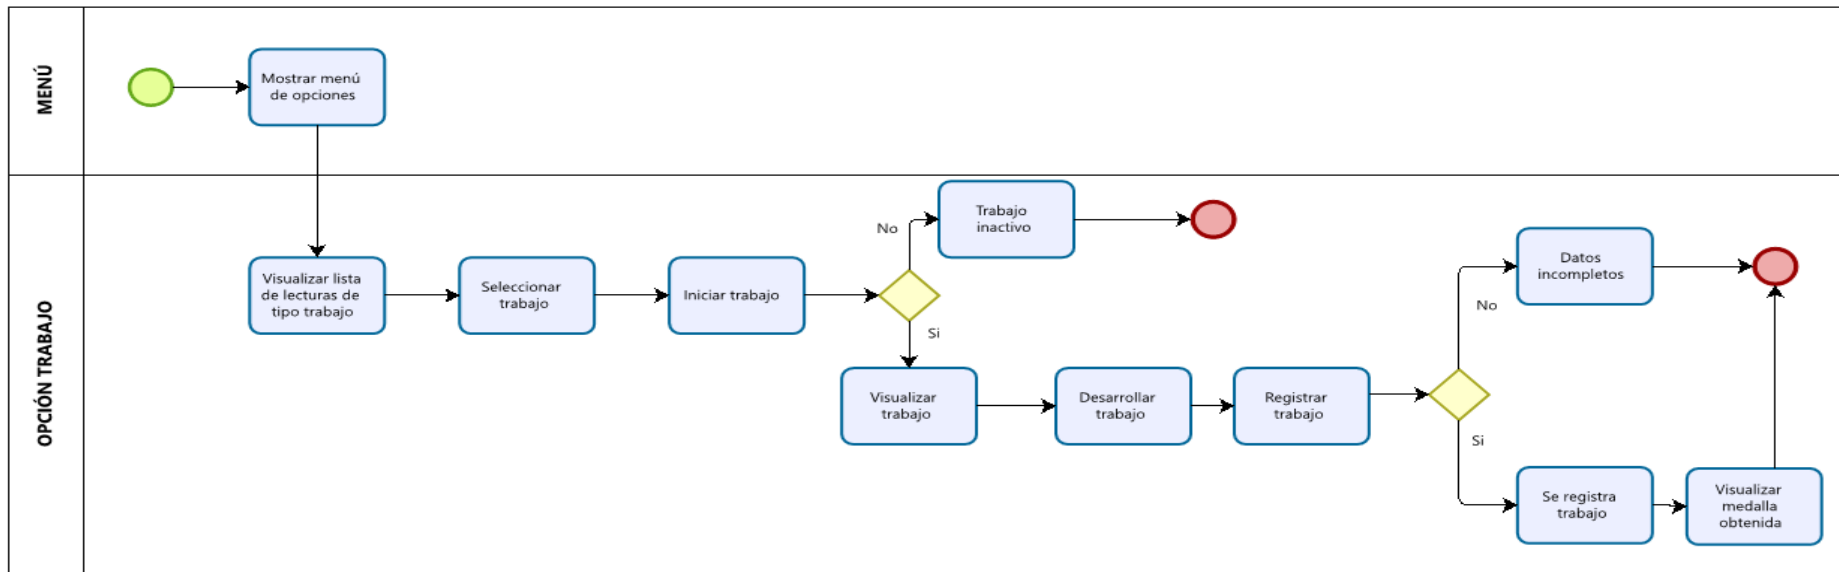 MENÚ
Mostrar menú
de opciones
OPCIÓN TRABAJO
Visualizar lista
de lecturas de
tipo trabajo
Seleccionar
trabajo
Iniciar trabajo
No
Trabajo
inactivo
Si
Visualizar
trabajo
Desarrollar
trabajo
Registrar
trabajo
No
Datos
incompletos
Si
Se registra
trabajo
Visualizar
medalla
obtenida